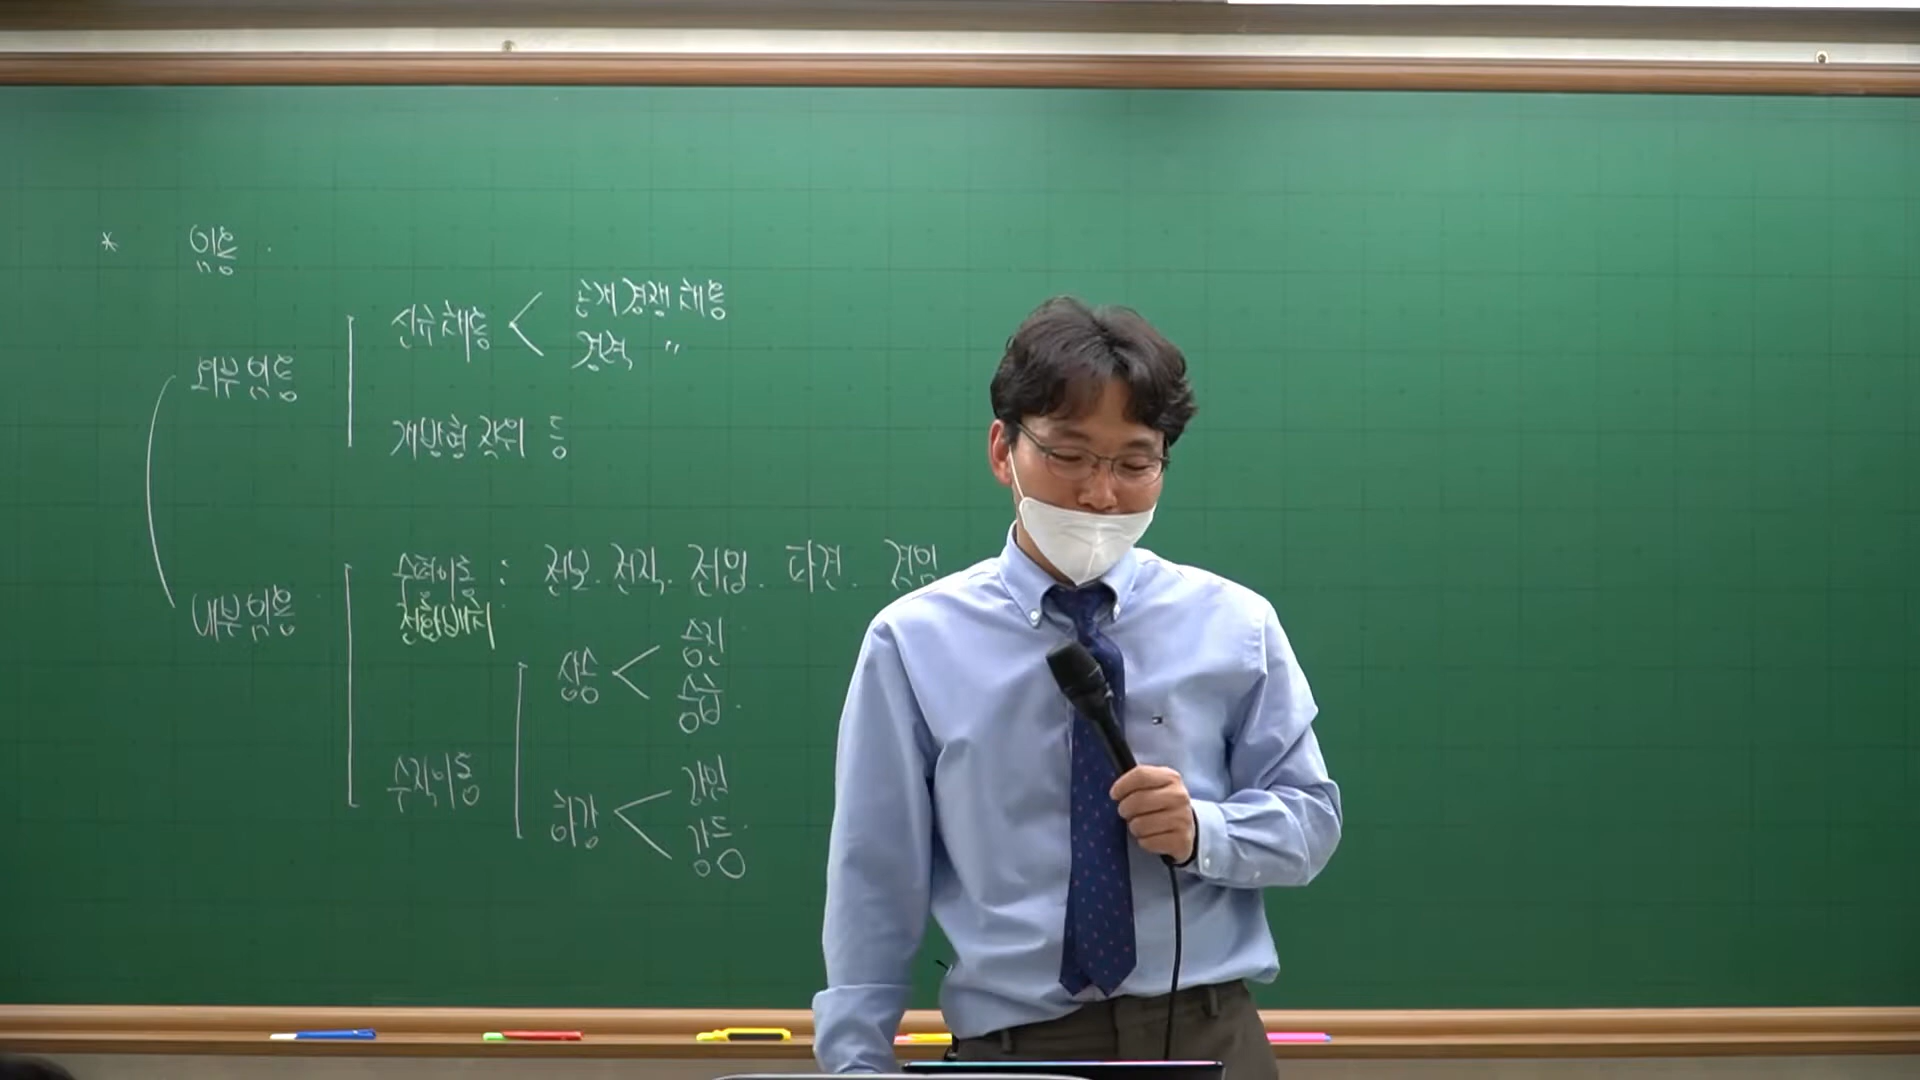 * 임용.
외부임용
신규채용
공개경쟁채용
경력 〃
개방형 직위 등
내부임용
수평이동 : 전보. 전직. 전입. 파견. 겸임
전환배치
수직이동
상승
승진
승급.
하강
강임
강등.